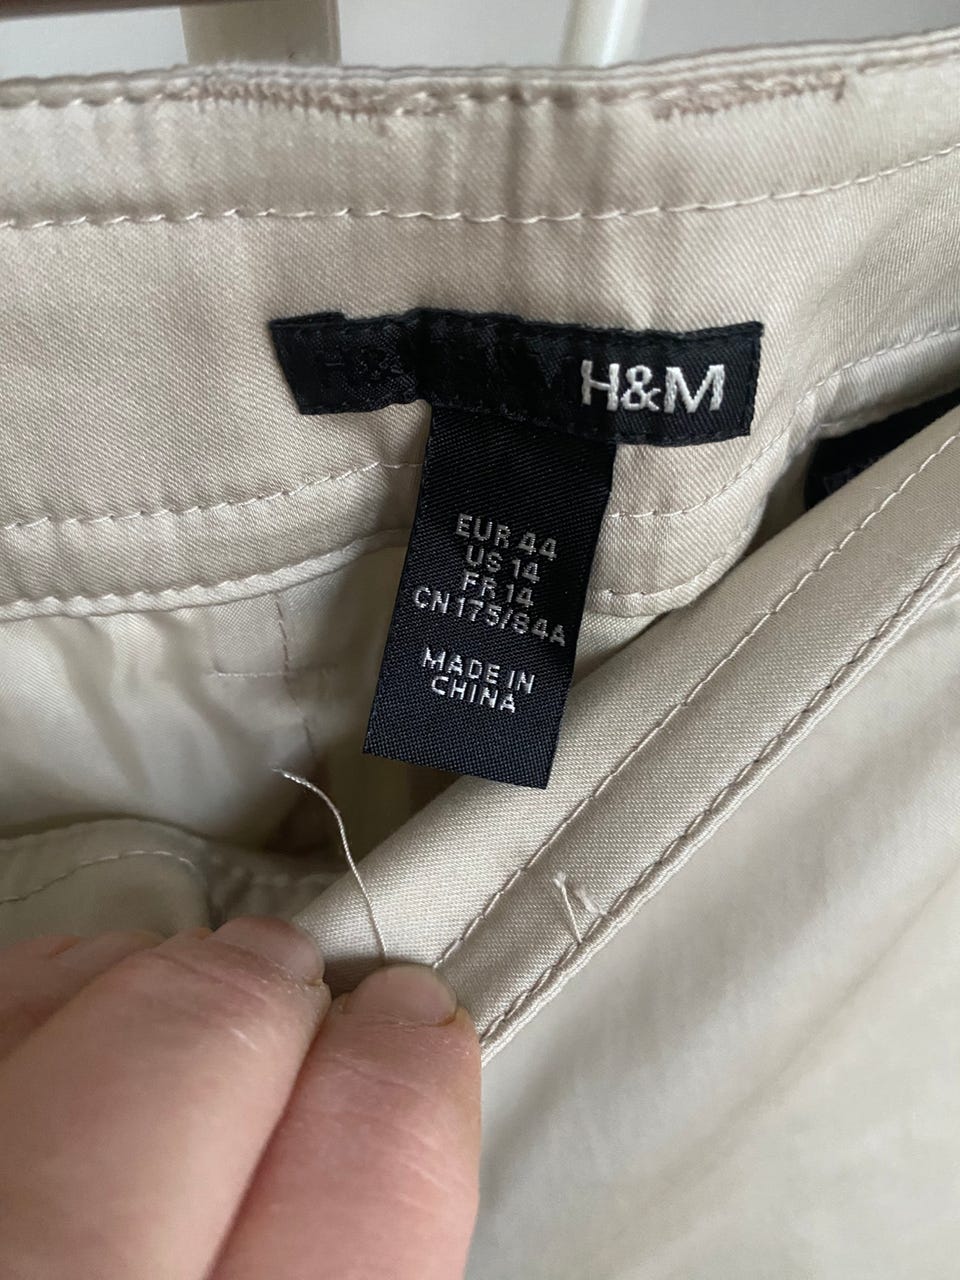 H&M
EUR 44
US 14
FR 14
CN 175/84A
MADE IN
CHINA